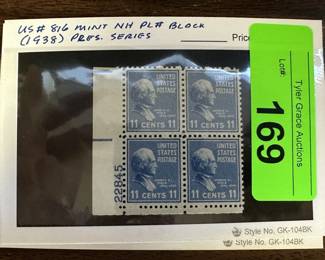 US# 816 MINT NH PL# BLOCK
(1938) PRES. SERIES
Price
Lot#:
169
Tyler Grace Auctions
UNITED
STATES
POSTAGE
11 CENTS 11
UNITED
STATES
POSTAGE
11 CENTS 11
22845
UNITED
STATES
POSTAGE
11 CENTS 11
UNITED
STATES
POSTAGE
11 CENTS 11
Style No. GK-104BK
Style No. GK-104BK